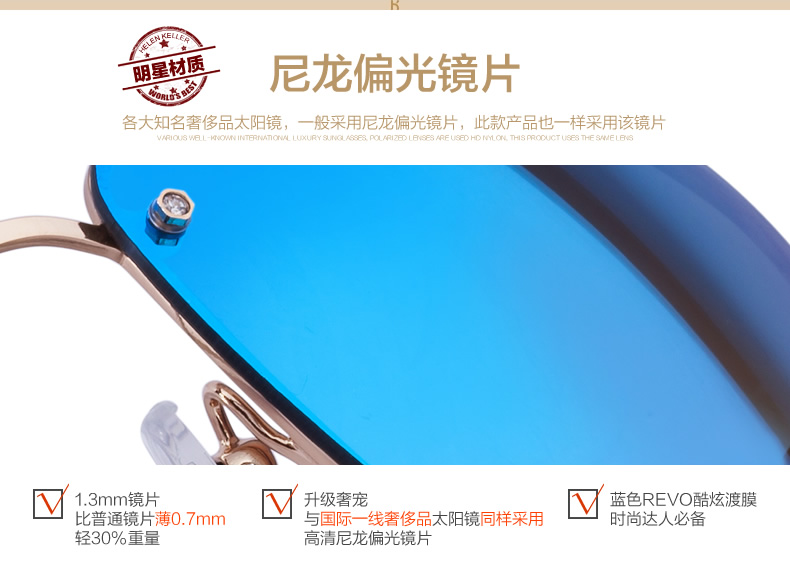 HELEN KELLER
明星材质
WORLD'S BEST
尼龙偏光镜片
各大知名奢侈品太阳镜，一般采用尼龙偏光镜片，此款产品也一样采用该镜片
VARIOUS WELL-KNOWN INTERNATIONAL LUXURY SUNGLASSES, POLARIZED LENSES ARE USED HD NYLON, THIS PRODUCT USES THE SAME LENS
1.3mm镜片
比普通镜片薄0.7mm
轻30%重量
升级奢宠
与国际一线奢侈品太阳镜同样采用
高清尼龙偏光镜片
蓝色REVO酷炫渡膜
时尚达人必备